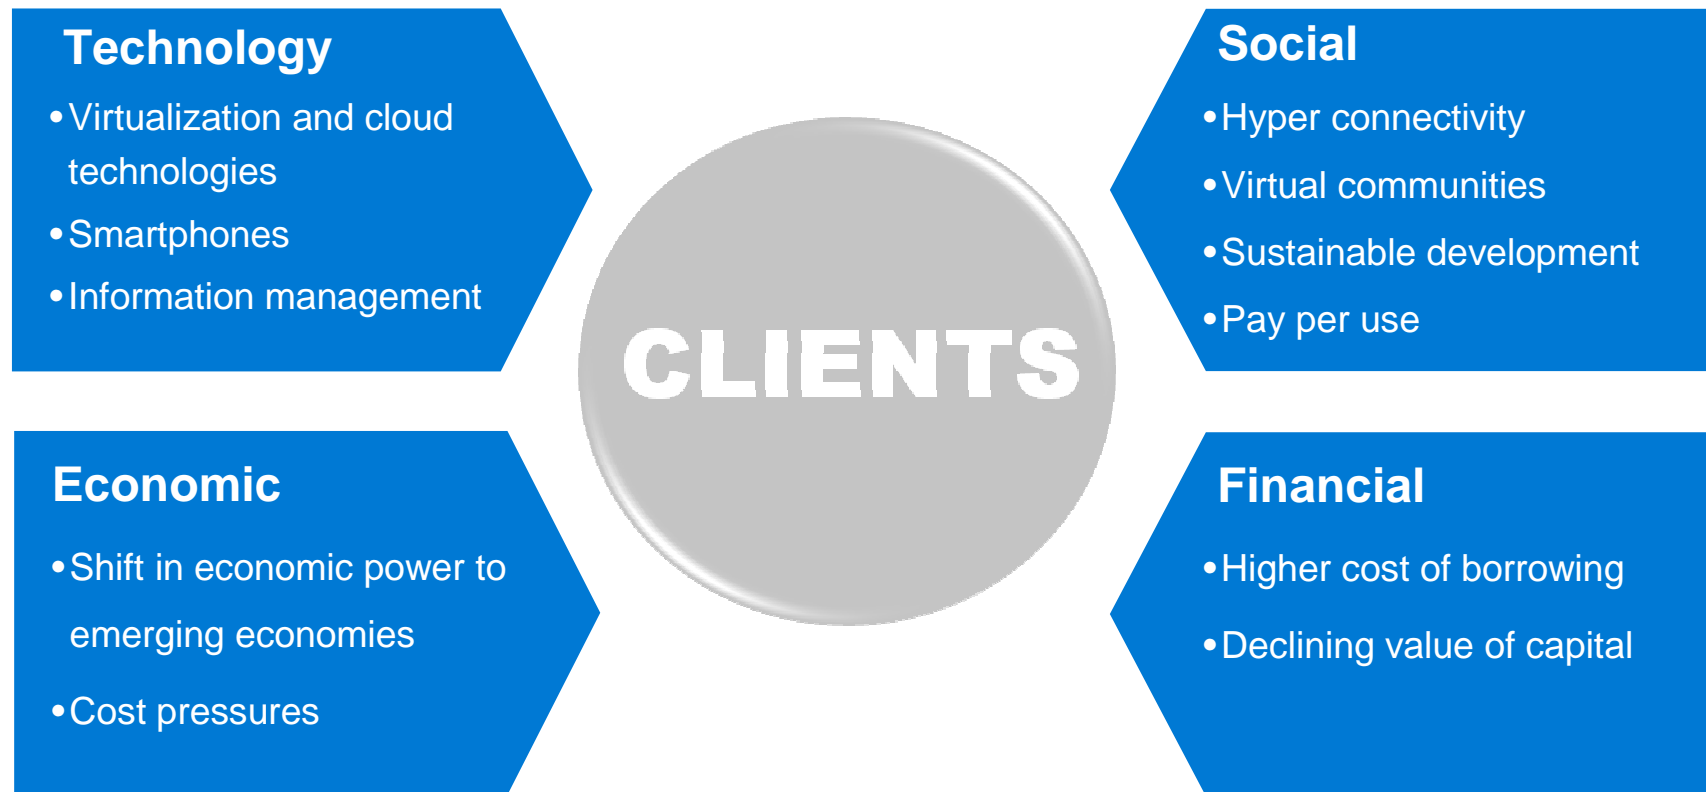 Technology
•Virtualization and cloud
technologies
•Smartphones
•Information management
Social
•Hyper connectivity
•Virtual communities
•Sustainable development
•Pay per use
CLIENTS
Economic
•Shift in economic power to
emerging economies
•Cost pressures
Financial
•Higher cost of borrowing
•Declining value of capital